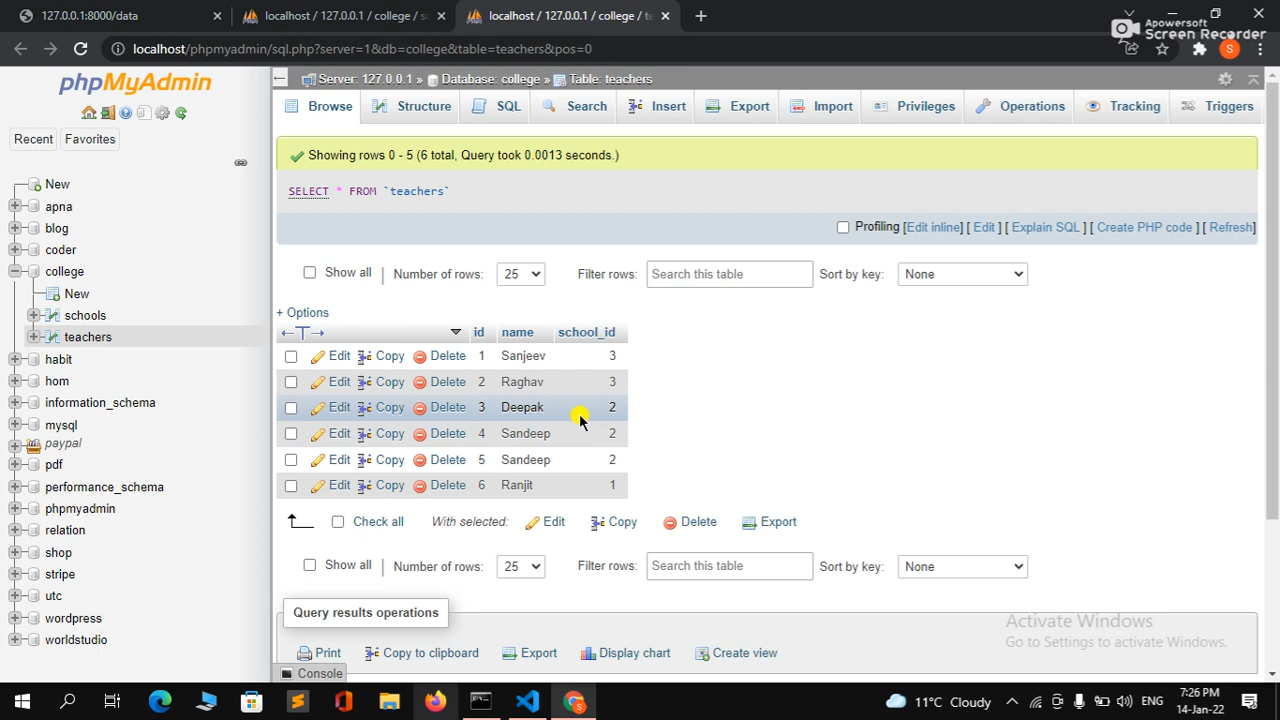 127.0.0.1:8000/data
localhost / 127.0.0.1 / college / s
localhost / 127.0.0.1 / college / te
Apowersoft
Screen Recorder
localhost/phpmyadmin/sql.php?server=1&db=college&table=teachers&pos=0
S
phpMyAdmin
Recent Favorites
New
apna
blog
coder
college
New
schools
teachers
habit
hom
information_schema
mysql
paypal
pdf
performance_schema
phpmyadmin
relation
shop
stripe
utc
wordpress
worldstudio
Server: 127.0.0.1 » Database: college » Table: teachers
Browse Structure SQL Search Insert Export Import Privileges Operations Tracking Triggers
Showing rows 0 - 5 (6 total, Query took 0.0013 seconds.)
SELECT * FROM `teachers`
Profiling [Edit inline] [ Edit ] [ Explain SQL ] [ Create PHP code ] [ Refresh]
Show all | Number of rows: 25 Filter rows: Search this table Sort by key: None
+ Options
←T→ id name school_id
Edit Copy Delete 1 Sanjeev 3
Edit Copy Delete 2 Raghav 3
Edit Copy Delete 3 Deepak 2
Edit Copy Delete 4 Sandeep 2
Edit Copy Delete 5 Sandeep 2
Edit Copy Delete 6 Ranjit 1
Check all With selected: Edit Copy Delete Export
Show all | Number of rows: 25 Filter rows: Search this table Sort by key: None
Query results operations
Print Copy to clipboard Export Display chart Create view
Console
Activate Windows
Go to Settings to activate Windows.
11°C Cloudy ENG 7:26 PM
14-Jan-22